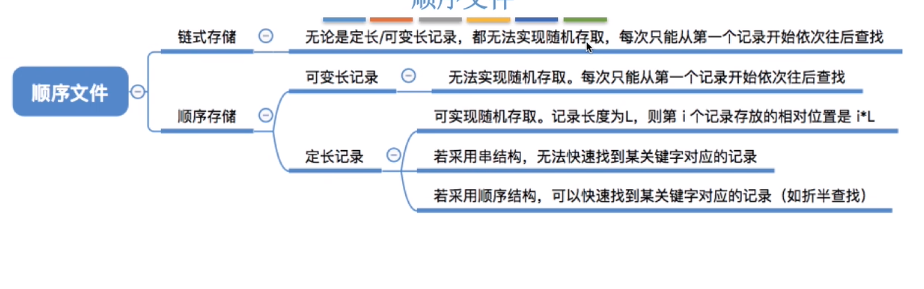 顺序文件
链式存储
无论是定长/可变长记录，都无法实现随机存取，每次只能从第一个记录开始依次往后查找
可变长记录
无法实现随机存取。每次只能从第一个记录开始依次往后查找
顺序文件
顺序存储
可实现随机存取。记录长度为L，则第 i 个记录存放的相对位置是 i*L
定长记录
若采用串结构，无法快速找到某关键字对应的记录
若采用顺序结构，可以快速找到某关键字对应的记录（如折半查找）